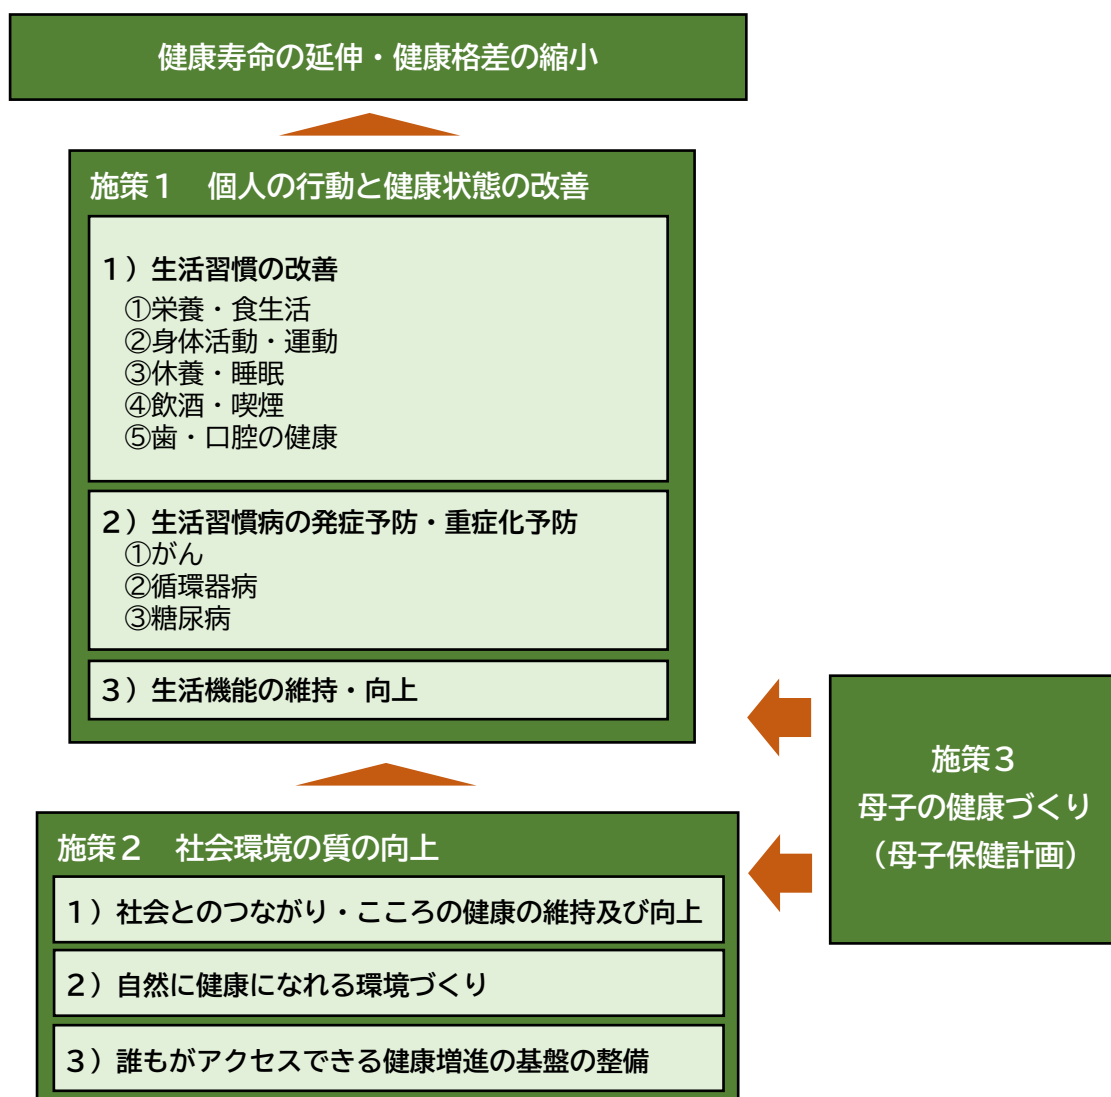 健康寿命の延伸・健康格差の縮小
施策１　個人の行動と健康状態の改善
１）生活習慣の改善
①栄養・食生活
②身体活動・運動
③休養・睡眠
④飲酒・喫煙
⑤歯・口腔の健康
２）生活習慣病の発症予防・重症化予防
①がん
②循環器病
③糖尿病
３）生活機能の維持・向上
施策３
母子の健康づくり
（母子保健計画）
施策２　社会環境の質の向上
１）社会とのつながり・こころの健康の維持及び向上
２）自然に健康になれる環境づくり
３）誰もがアクセスできる健康増進の基盤の整備